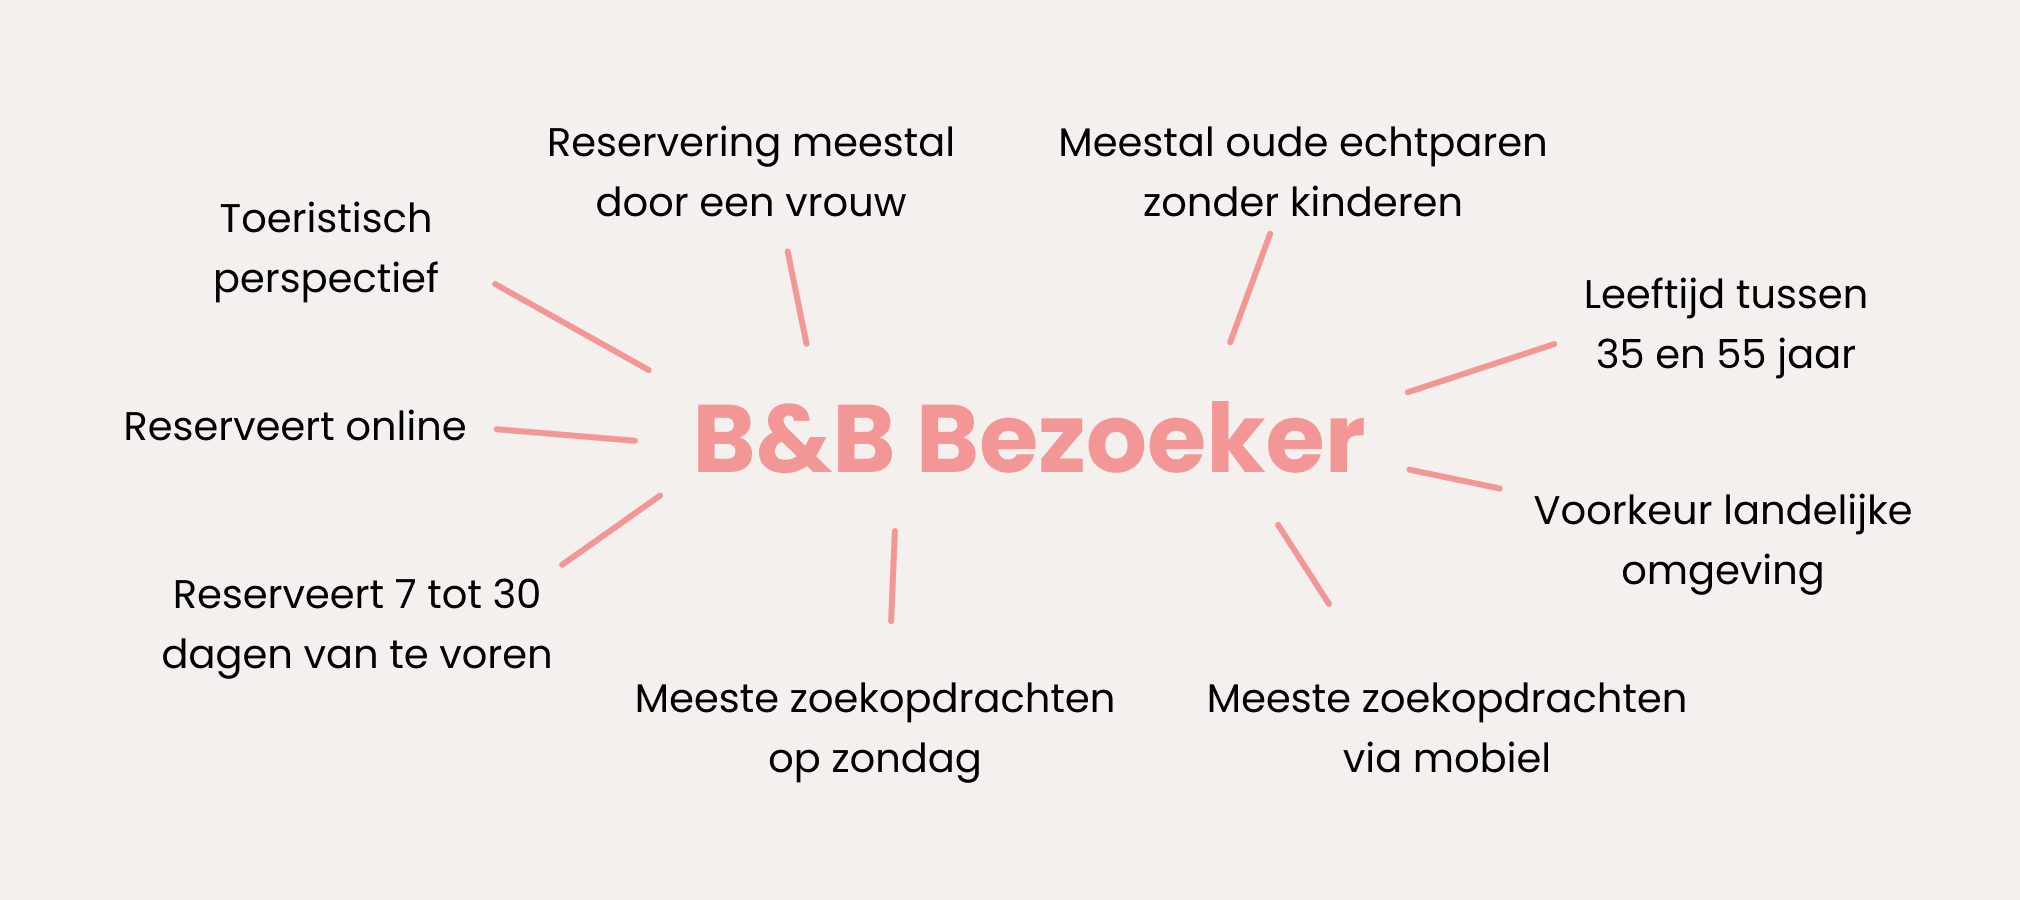 Reservering meestal
door een vrouw
Meestal oude echtparen
zonder kinderen
Toeristisch
perspectief
Leeftijd tussen
35 en 55 jaar
Reserveert online
B&B Bezoeker
Voorkeur landelijke
omgeving
Reserveert 7 tot 30
dagen van te voren
Meeste zoekopdrachten
op zondag
Meeste zoekopdrachten
via mobiel